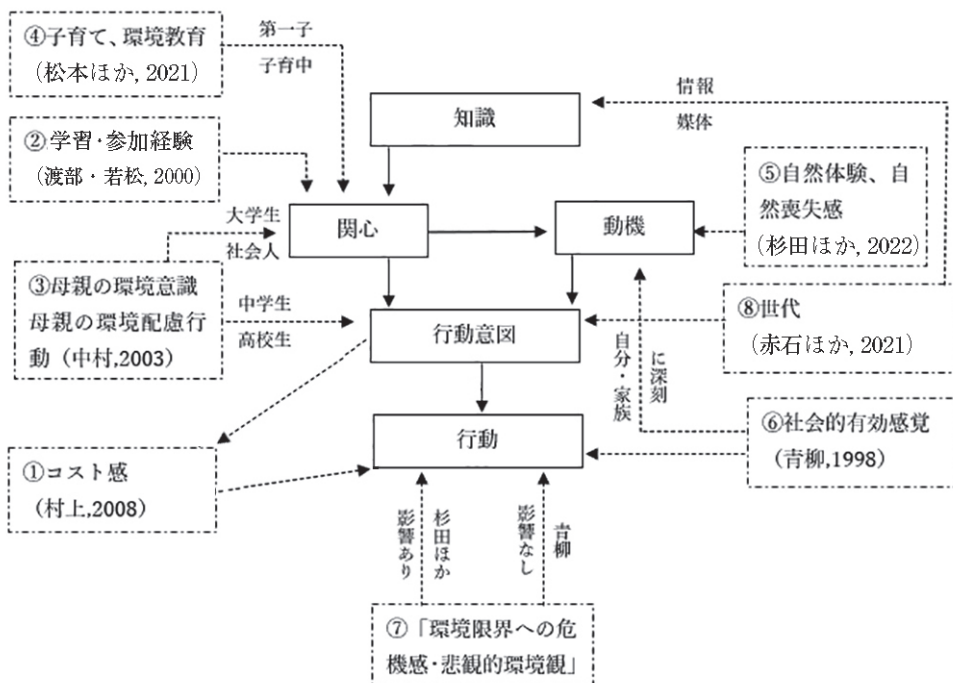 ④子育て、環境教育
（松本ほか, 2021）
第一子
子育中
知識
情報
媒体
②学習・参加経験
（渡部・若松, 2000）
⑤自然体験、自
然喪失感
（杉田ほか, 2022）
大学生
社会人
関心
動機
③母親の環境意識
母親の環境配慮行
動（中村,2003）
中学生
高校生
行動意図
⑧世代
（赤石ほか, 2021）
自分・家族
に深刻
行動
⑥社会的有効感覚
（青柳,1998）
①コスト感
（村上,2008）
影響あり
杉田ほか
影響なし
青柳
⑦「環境限界への危
機感・悲観的環境観」